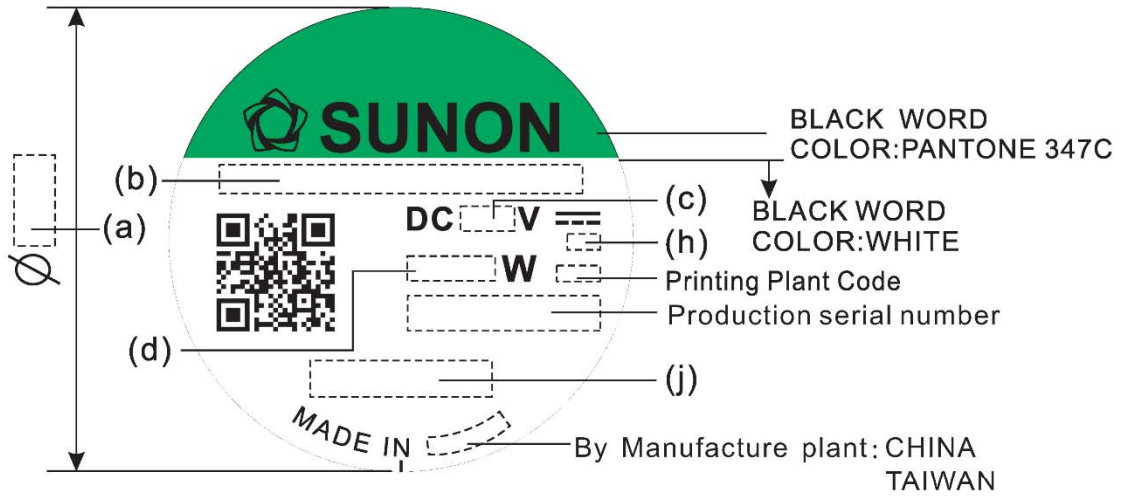 SUNON
BLACK WORD
COLOR:PANTONE 347C
(b)
(c)
DC V
BLACK WORD
COLOR:WHITE
(a)
(h)
Ø
W
Printing Plant Code
Production serial number
(d)
(j)
MADE IN
By Manufacture plant: CHINA
TAIWAN